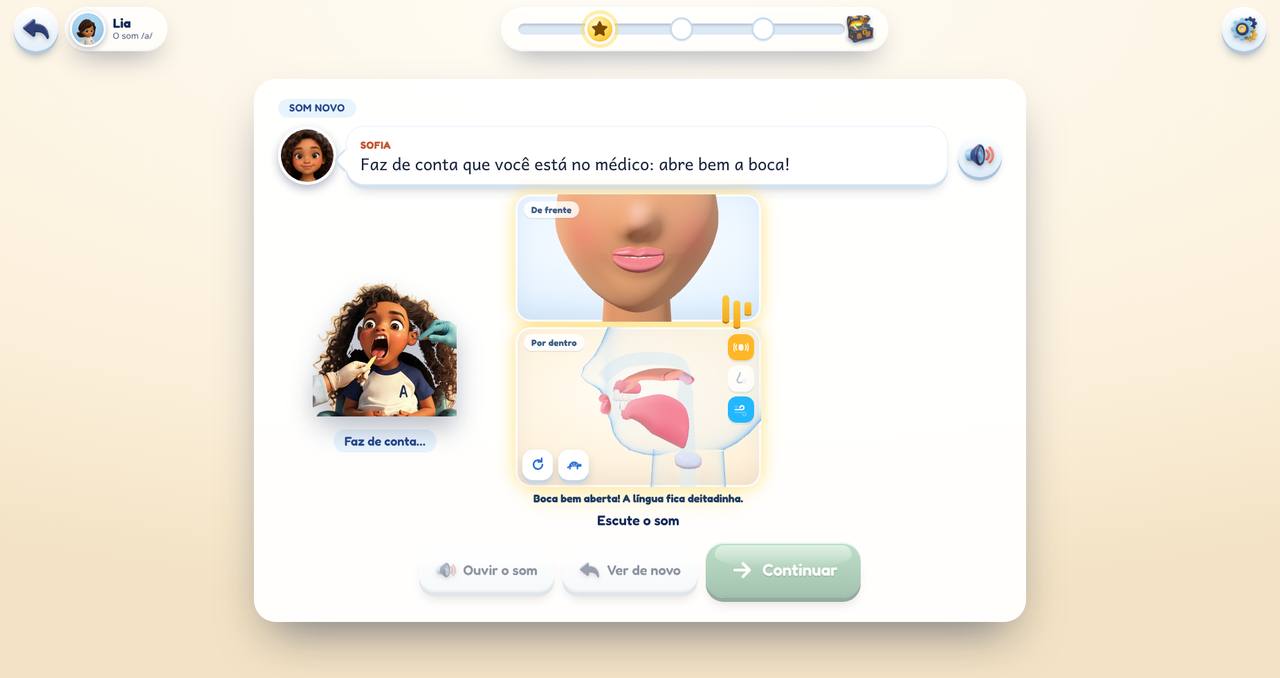 Lia
O som /a/
SOM NOVO
SOFIA
Faz de conta que você está no médico: abre bem a boca!
De frente
Por dentro
A
Faz de conta...
Boca bem aberta! A língua fica deitadinha.
Escute o som
Ouvir o som
Ver de novo
Continuar